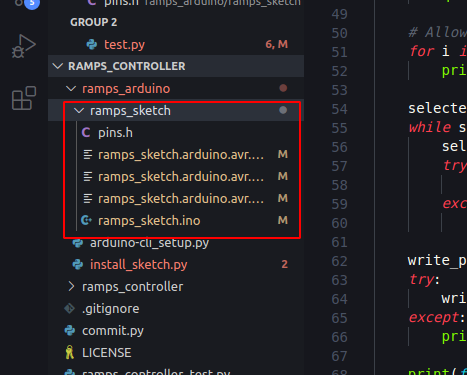 5
pins.h ramps_arduino/ramps_sketch
GROUP 2
test.py 6, M
RAMPS_CONTROLLER
ramps_arduino
ramps_sketch
C pins.h
ramps_sketch.arduino.avr.... M
ramps_sketch.arduino.avr.... M
ramps_sketch.arduino.avr.... M
ramps_sketch.ino M
arduino-cli_setup.py
install_sketch.py 2
ramps_controller
.gitignore
commit.py
LICENSE
ramps_controller_test.py
49
50 # Allow
51 for i i
52 pri
53
54 selecte
55 while s
56 sel
57 try
58
59 exc
60
61
62 write_p
63 try:
64 wri
65 except:
66 pri
67
68 print(f